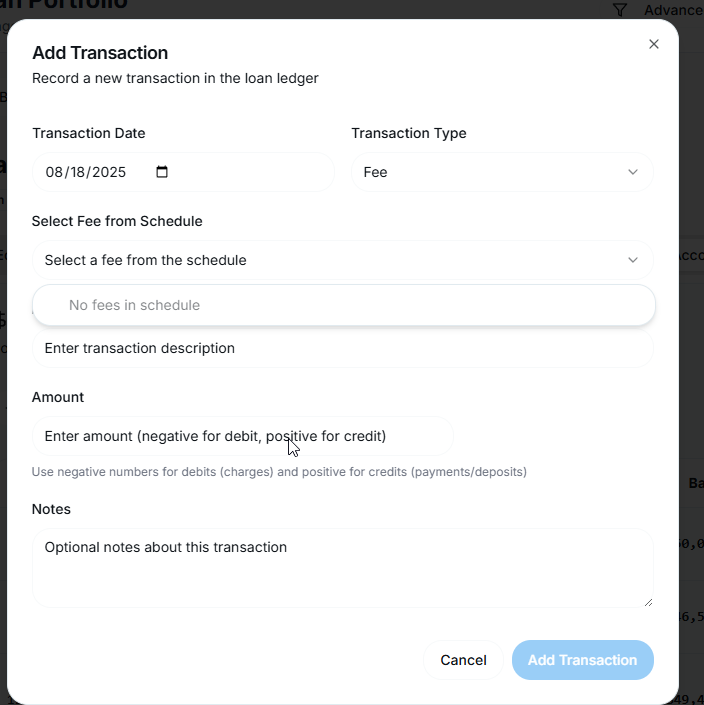 Portfolio
Advance
Add Transaction
Record a new transaction in the loan ledger
Transaction Date
Transaction Type
08/18/2025
Fee
Select Fee from Schedule
Select a fee from the schedule
No fees in schedule
Enter transaction description
Amount
Enter amount (negative for debit, positive for credit)
Use negative numbers for debits (charges) and positive for credits (payments/deposits)
Notes
Optional notes about this transaction
Cancel
Add Transaction